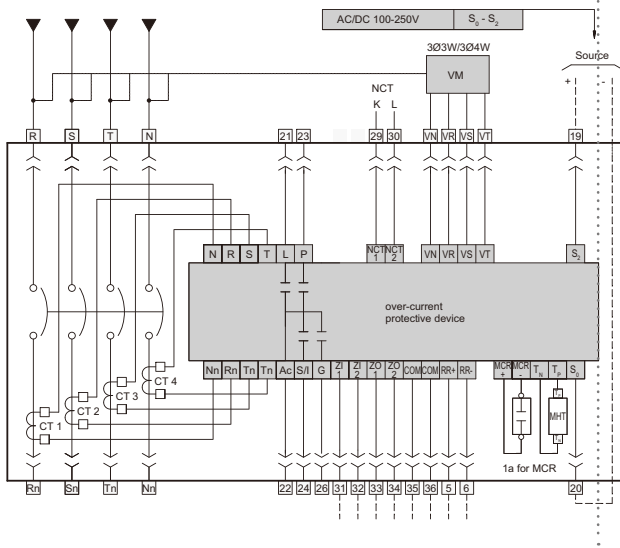 AC/DC 100-250V S₀ - S₂
3Ø3W/3Ø4W
Source
VM
+ -
NCT
K L
R S T N 21 23 29 30 VN VR VS VT 19
N R S T L P NCT 1 NCT 2 VN VR VS VT S₂
over-current
protective device
Nn Rn Tn Tn Ac S/I G ZI 1 ZI 2 ZO 1 ZO 2 COM COM RR+ RR- MCR + MCR - T_N T_P S₀
CT 4
CT 3
CT 2
CT 1
MHT
1a for MCR
Rn Sn Tn Nn 22 24 26 31 32 33 34 35 36 5 6 20